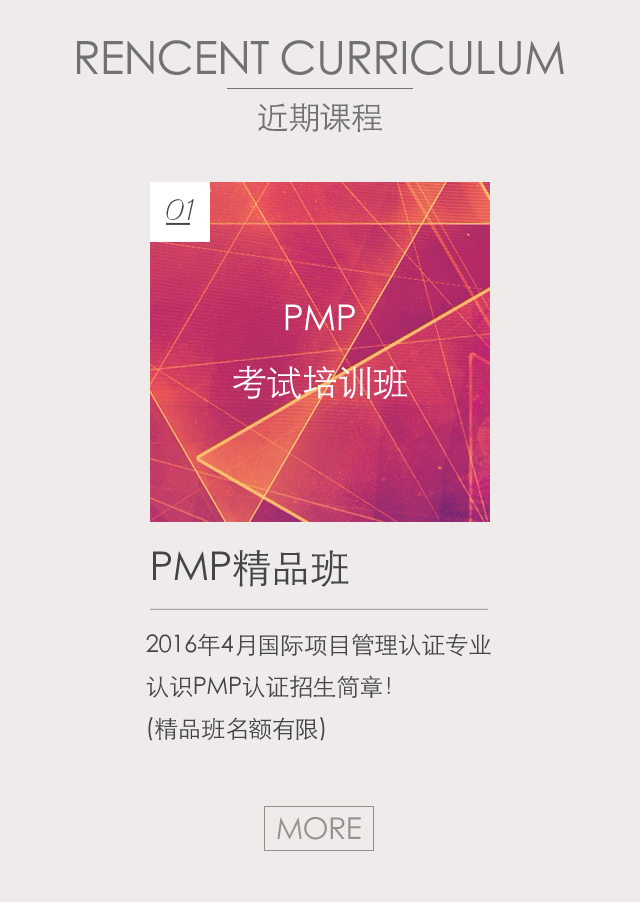 RENCENT CURRICULUM
近期课程
01
PMP
考试培训班
PMP精品班
2016年4月国际项目管理认证专业
认识PMP认证招生简章！
(精品班名额有限)
MORE